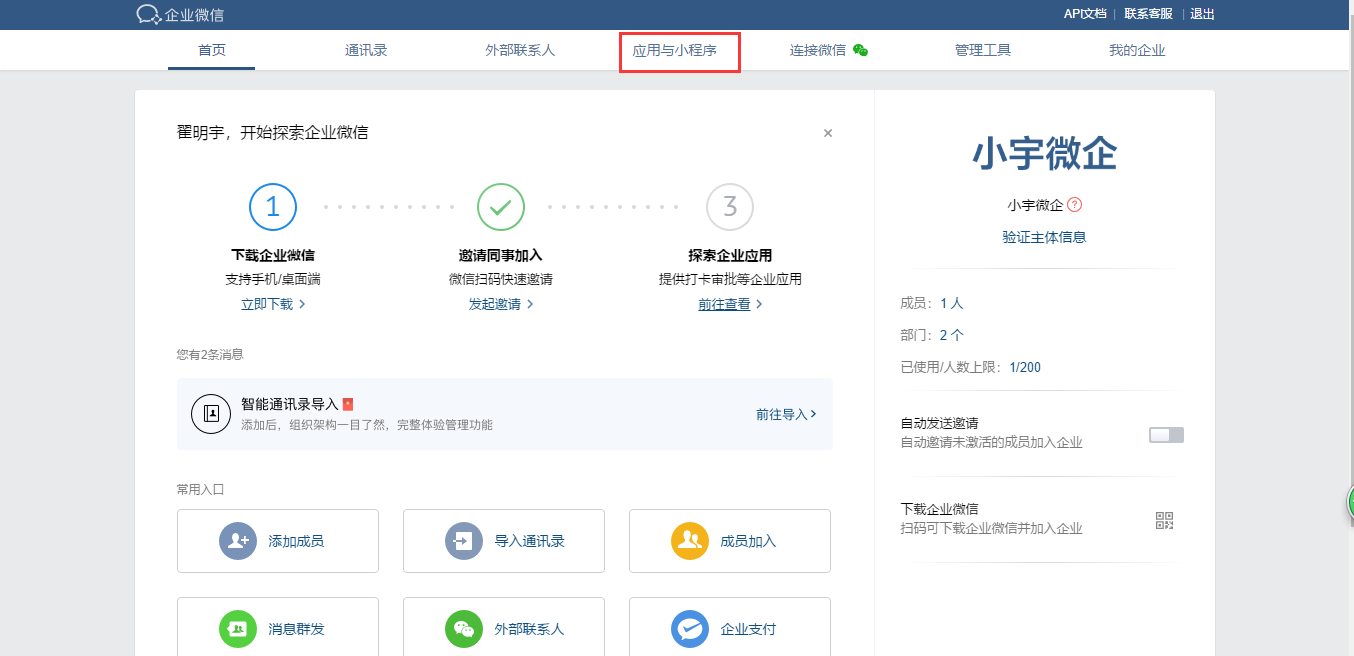 企业微信
API文档 | 联系客服 | 退出
首页 通讯录 外部联系人 应用与小程序 连接微信 管理工具 我的企业
翟明宇，开始探索企业微信 ×
1 3
下载企业微信 邀请同事加入 探索企业应用
支持手机/桌面端 微信扫码快速邀请 提供打卡审批等企业应用
立即下载 > 发起邀请 > 前往查看 >
您有2条消息
智能通讯录导入
添加后，组织架构一目了然，完整体验管理功能
前往导入 >
常用入口
添加成员 导入通讯录 成员加入
消息群发 外部联系人 企业支付
小宇微企
小宇微企 ?
验证主体信息
成员：1 人
部门：2 个
已使用/人数上限：1/200
自动发送邀请
自动邀请未激活的成员加入企业
下载企业微信
扫码可下载企业微信并加入企业